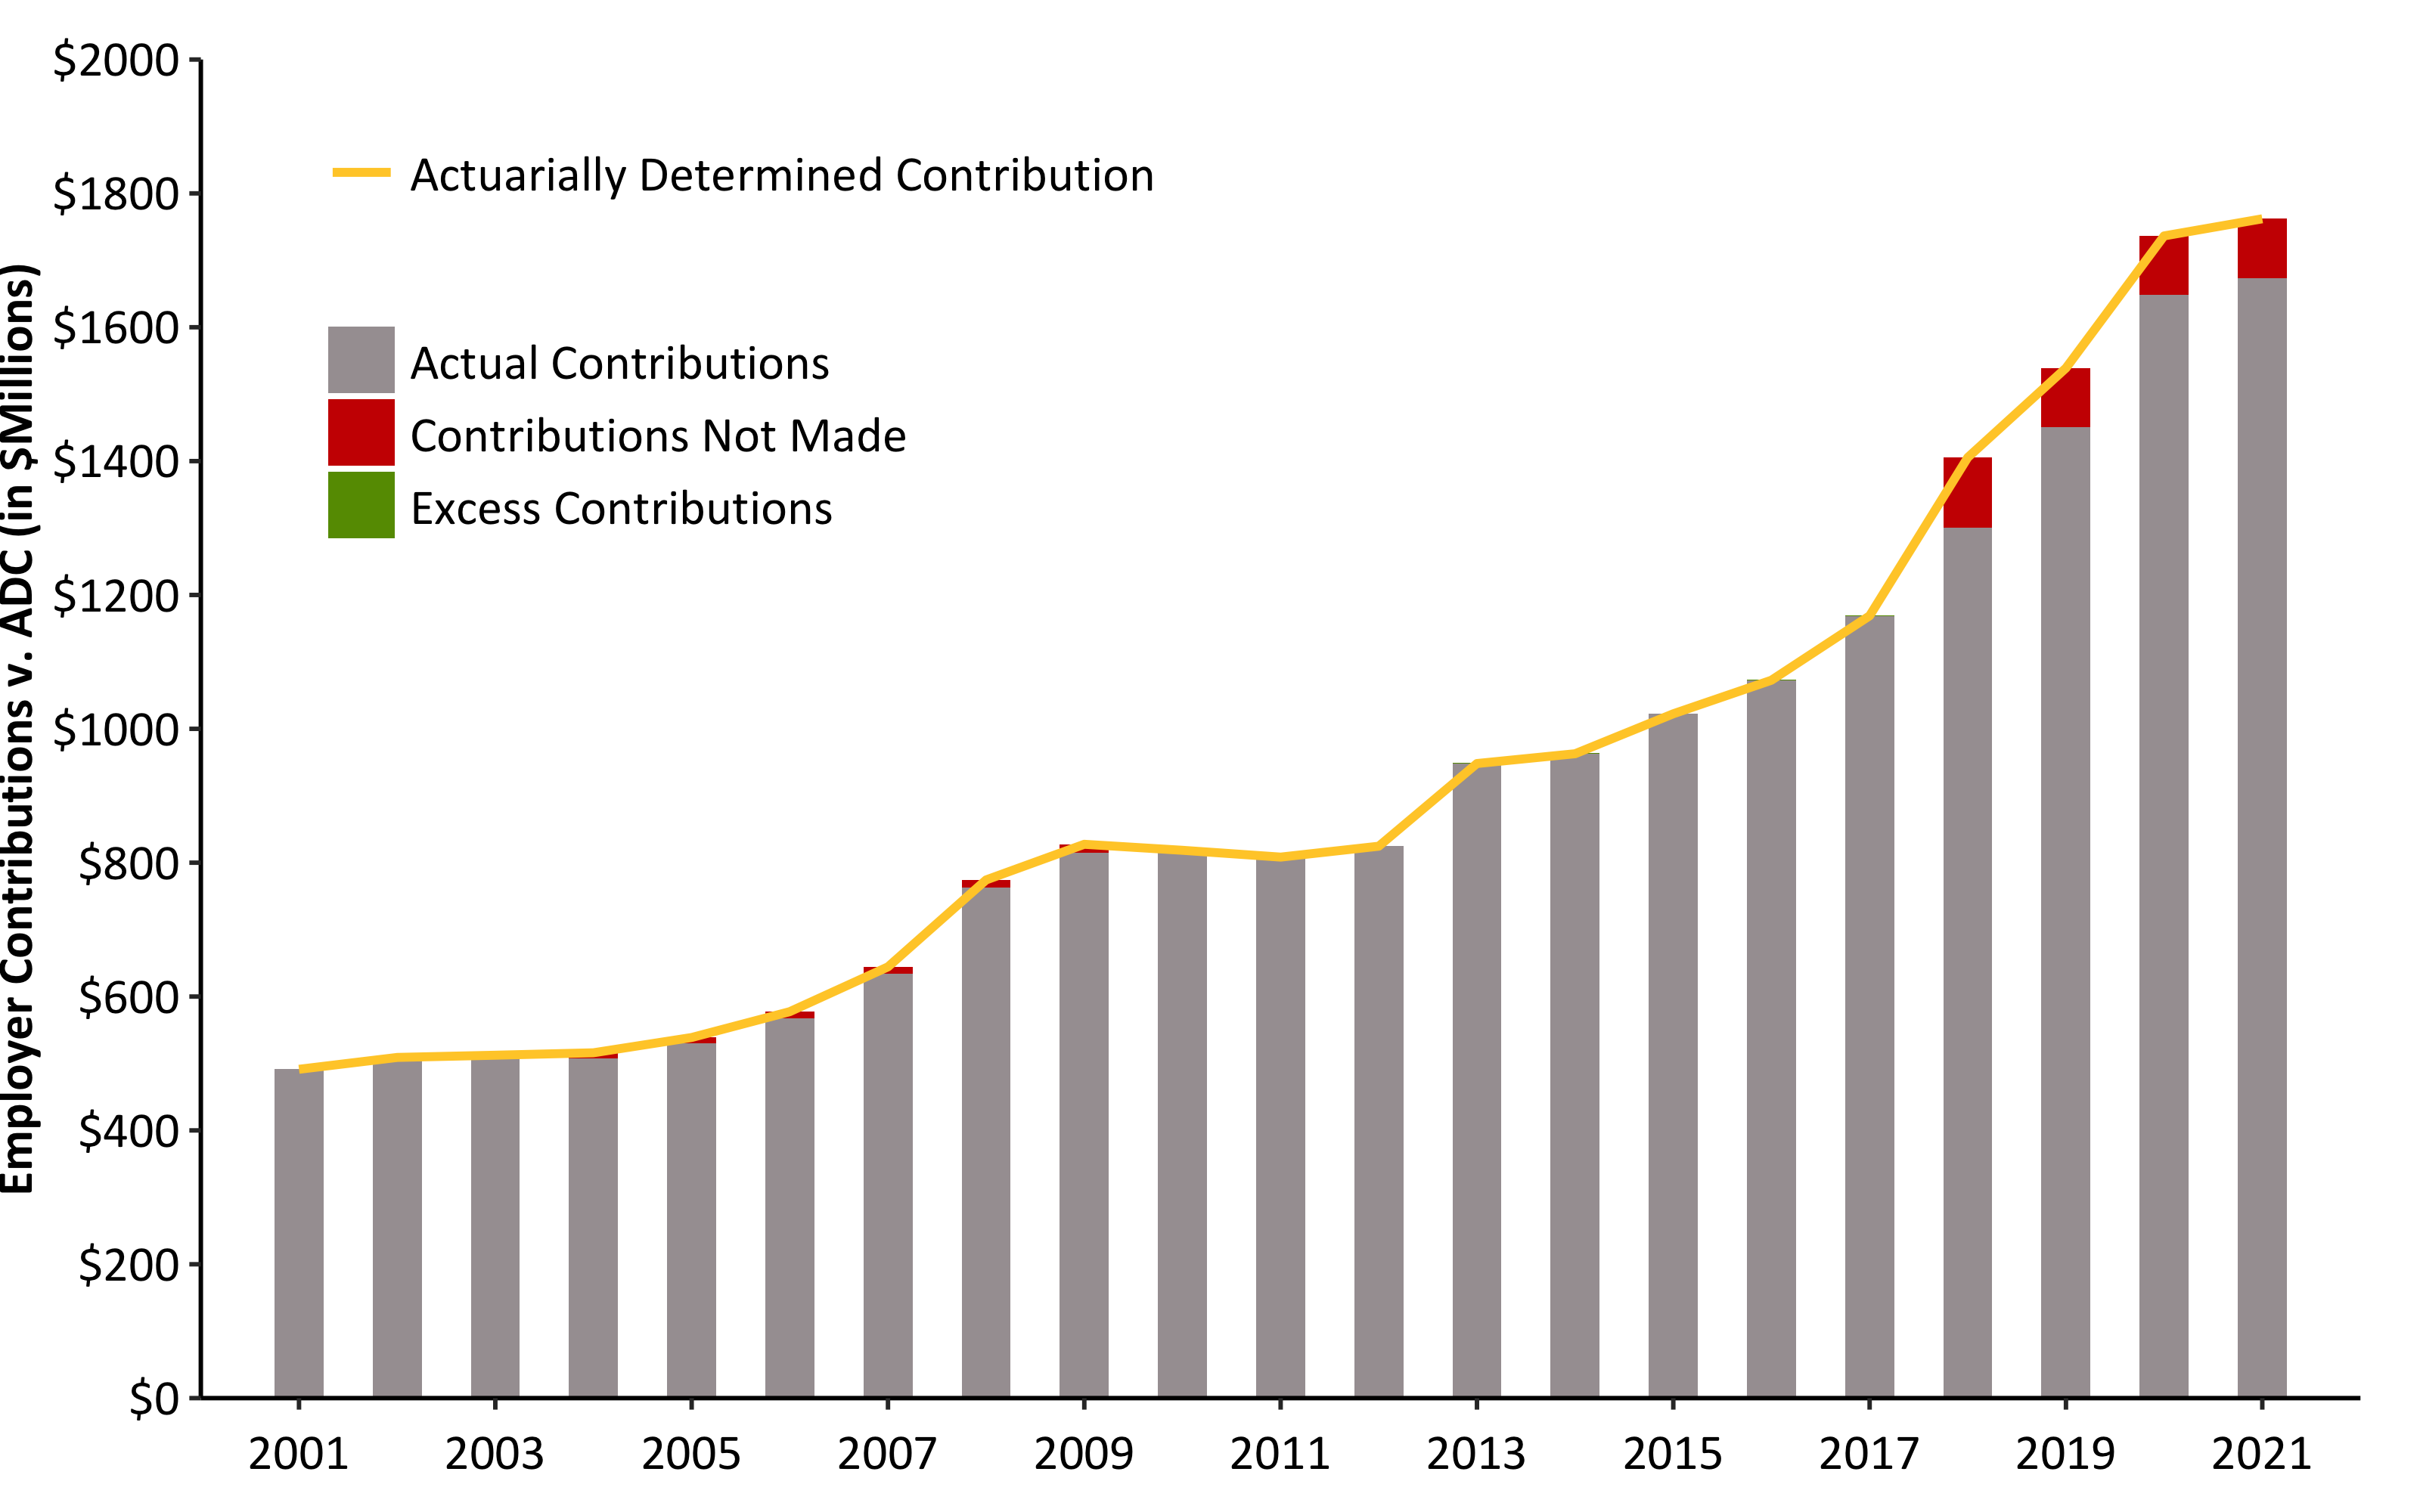 Employer Contributions v. ADC (in $Millions)
$2000
$1800
$1600
$1400
$1200
$1000
$800
$600
$400
$200
$0
Actuarially Determined Contribution
Actual Contributions
Contributions Not Made
Excess Contributions
2001 2003 2005 2007 2009 2011 2013 2015 2017 2019 2021